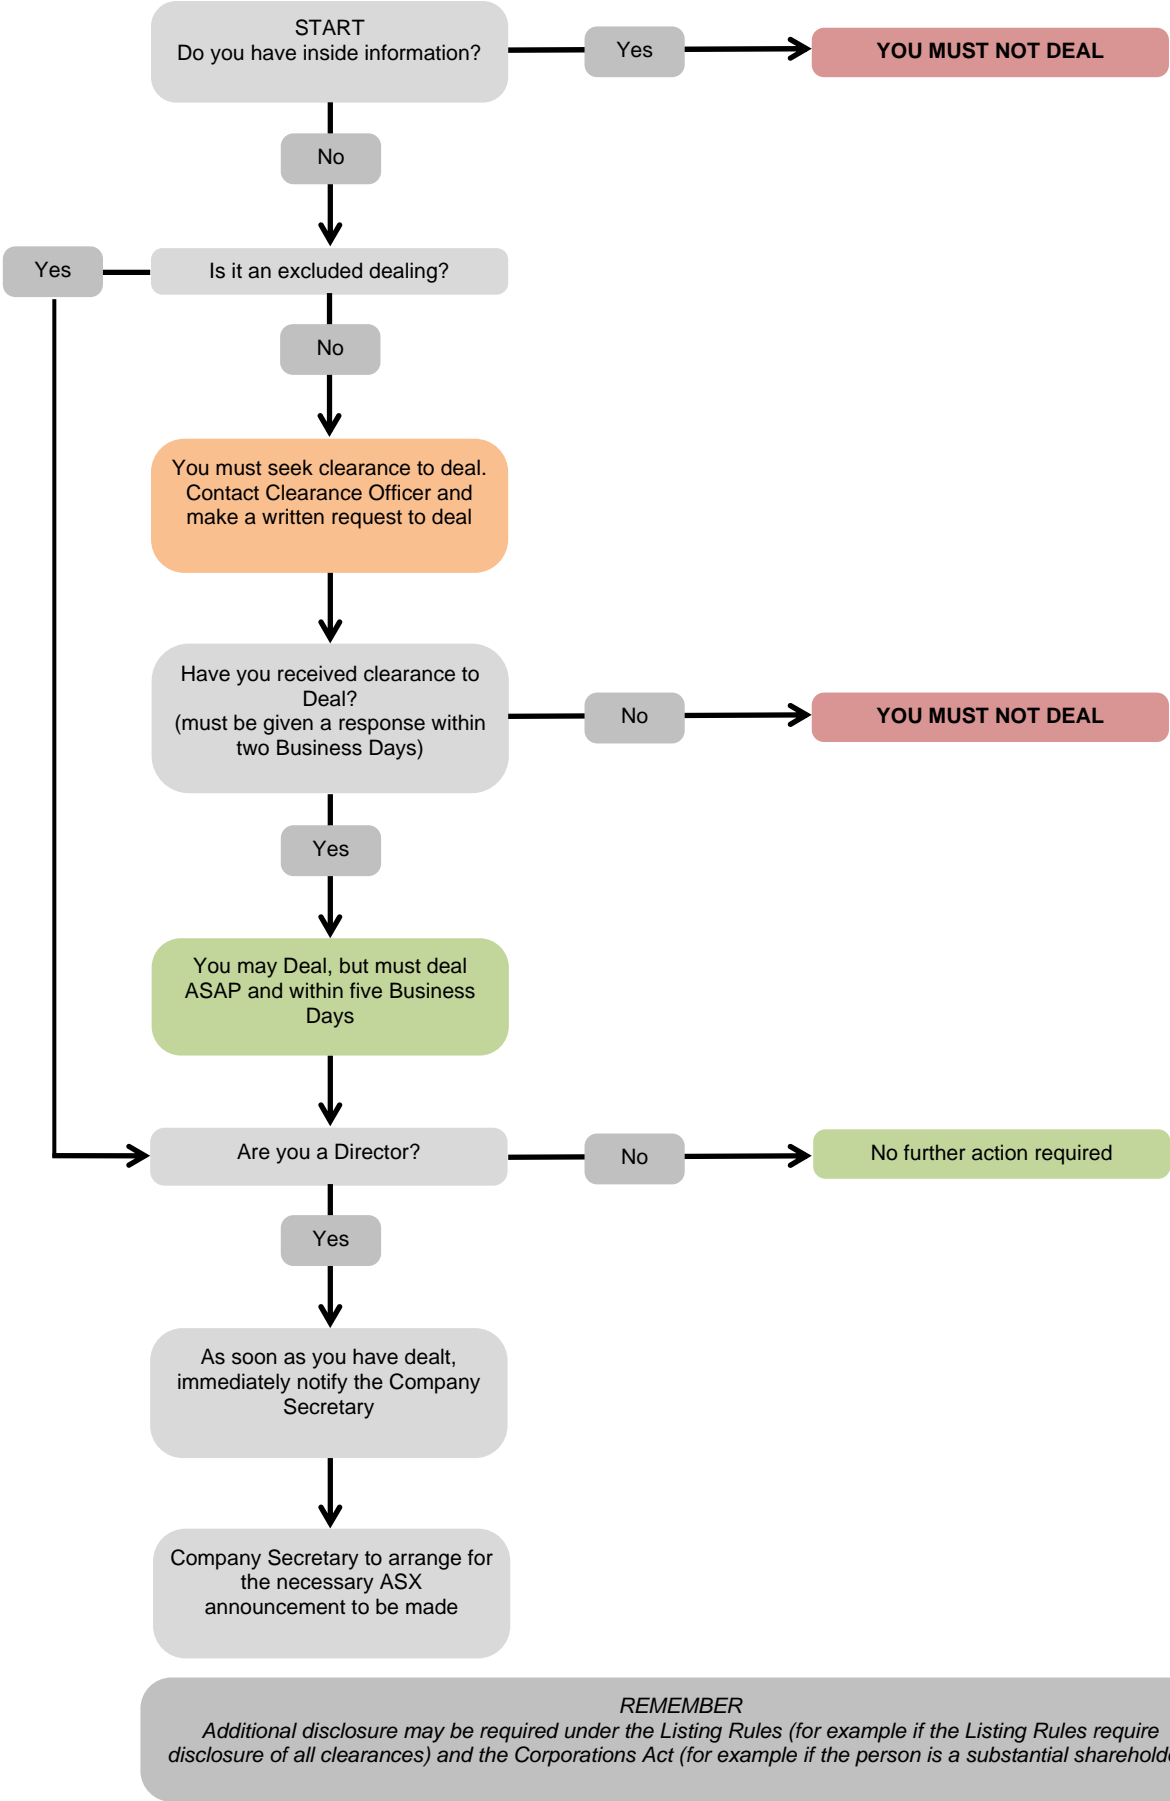 START
Do you have inside information?
Yes
YOU MUST NOT DEAL
No
Yes
Is it an excluded dealing?
No
You must seek clearance to deal.
Contact Clearance Officer and
make a written request to deal
Have you received clearance to
Deal?
(must be given a response within
two Business Days)
No
YOU MUST NOT DEAL
Yes
You may Deal, but must deal
ASAP and within five Business
Days
Are you a Director?
No
No further action required
Yes
As soon as you have dealt,
immediately notify the Company
Secretary
Company Secretary to arrange for
the necessary ASX
announcement to be made
REMEMBER
Additional disclosure may be required under the Listing Rules (for example if the Listing Rules require
disclosure of all clearances) and the Corporations Act (for example if the person is a substantial